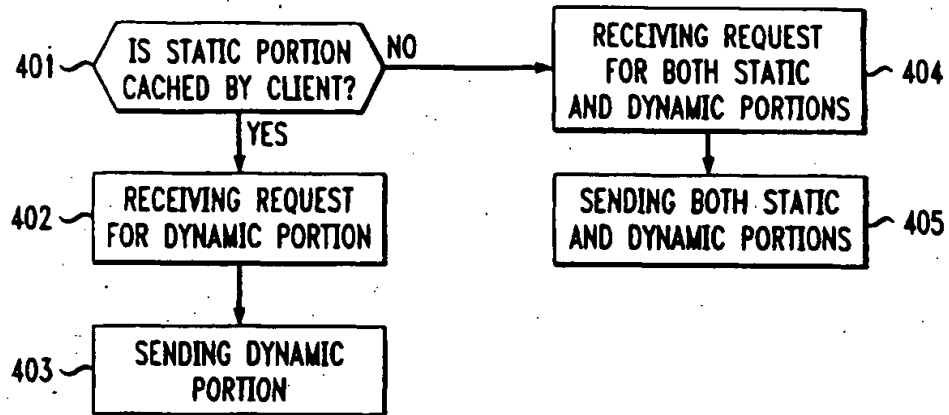 401
IS STATIC PORTION
CACHED BY CLIENT?
NO
YES
402
RECEIVING REQUEST
FOR DYNAMIC PORTION
403
SENDING DYNAMIC
PORTION
RECEIVING REQUEST
FOR BOTH STATIC
AND DYNAMIC PORTIONS
404
SENDING BOTH STATIC
AND DYNAMIC PORTIONS
405